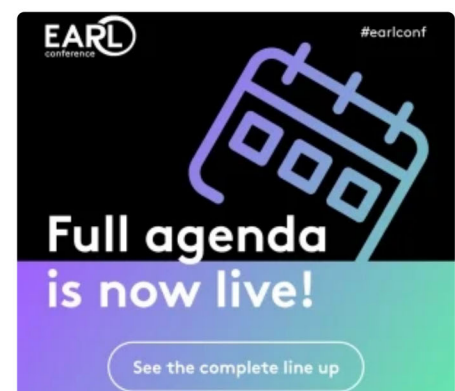 EARL
conference
#earlconf
Full agenda
is now live!
See the complete line up